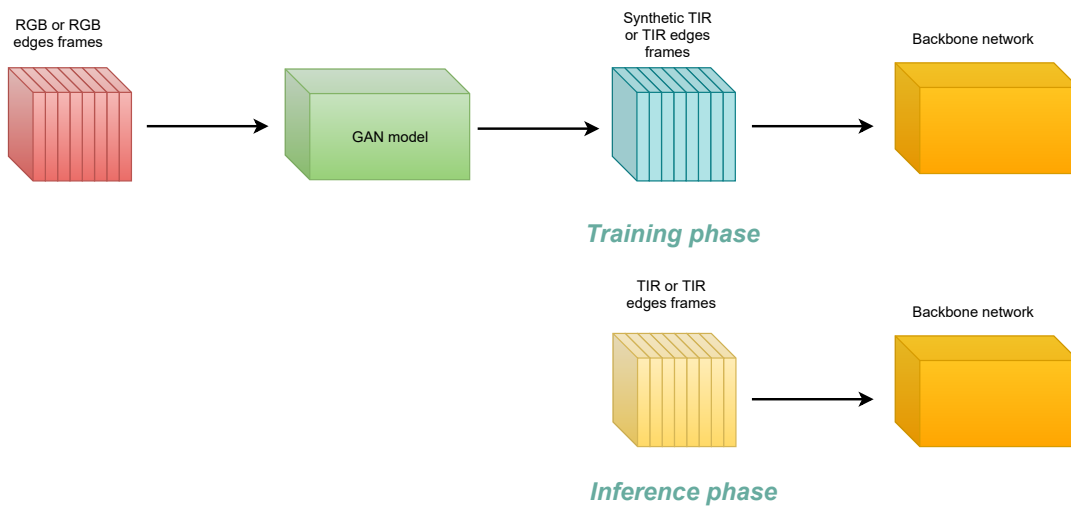 RGB or RGB
edges frames
GAN model
Synthetic TIR
or TIR edges
frames
Backbone network
Training phase
TIR or TIR
edges frames
Backbone network
Inference phase